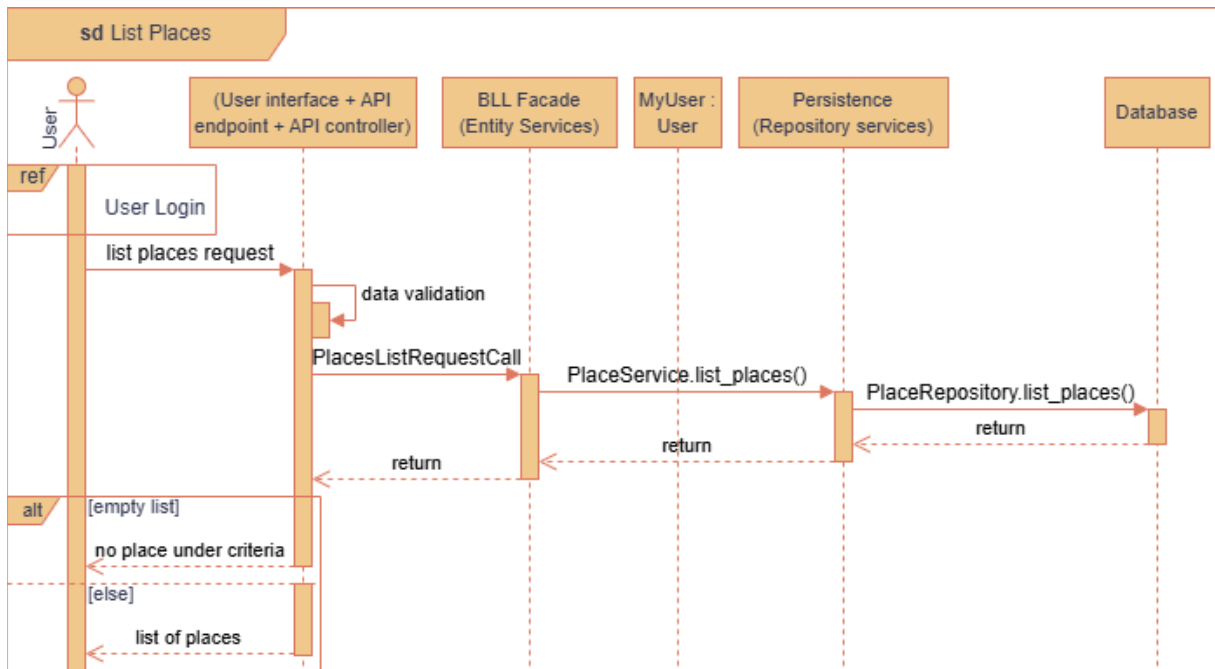 sd List Places
User
(User interface + API
endpoint + API controller)
BLL Facade
(Entity Services)
MyUser :
User
Persistence
(Repository services)
Database
ref
User Login
list places request
data validation
PlacesListRequestCall
PlaceService.list_places()
PlaceRepository.list_places()
return
return
return
alt
[empty list]
no place under criteria
[else]
list of places